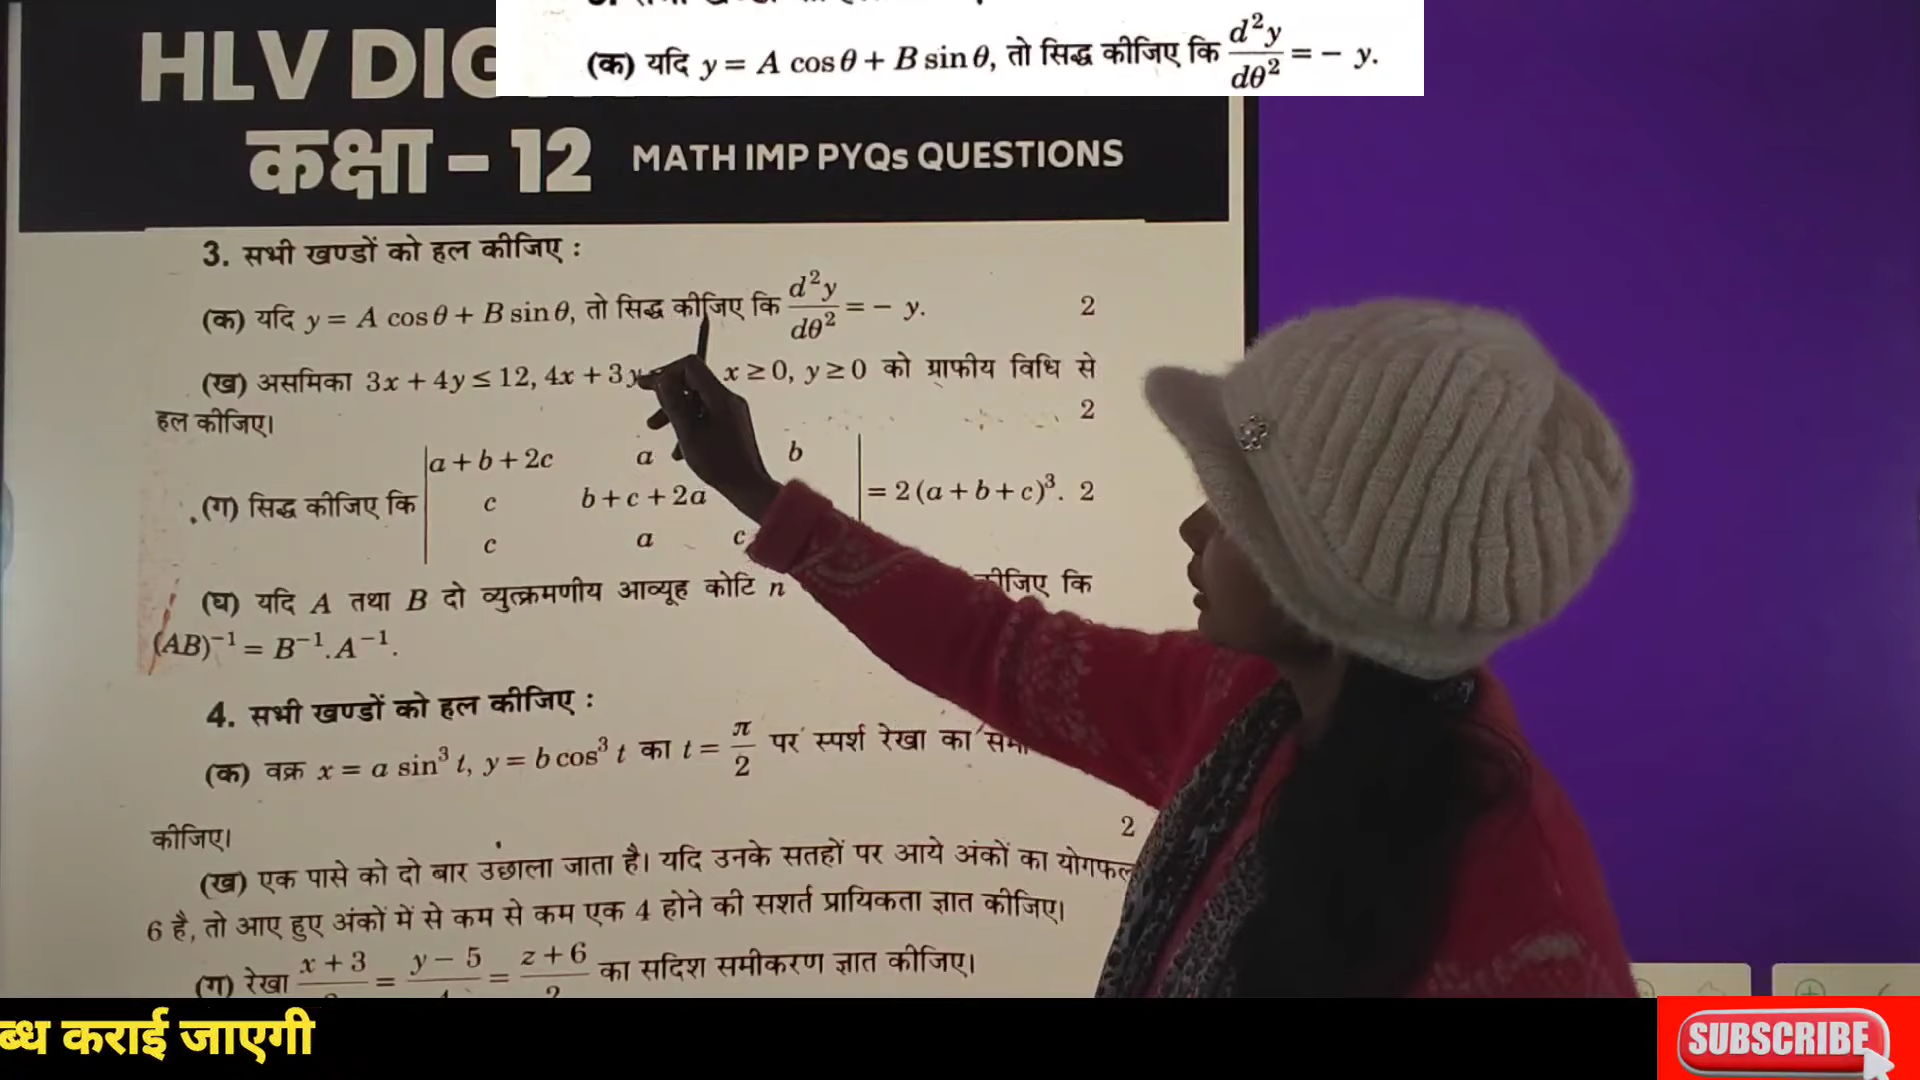 (क) यदि y = A cosθ + B sinθ, तो सिद्ध कीजिए कि d²y/dθ² = − y.
HLV DIG
कक्षा – 12 MATH IMP PYQs QUESTIONS
3. सभी खण्डों को हल कीजिए :
(क) यदि y = A cosθ + B sinθ, तो सिद्ध कीजिए कि d²y/dθ² = − y. 2
(ख) असमिका 3x + 4y ≤ 12, 4x + 3y x ≥ 0, y ≥ 0 को ग्राफीय विधि से
हल कीजिए। 2
a + b + 2c a b
(ग) सिद्ध कीजिए कि c b + c + 2a = 2 (a + b + c)³. 2
c a c
(घ) यदि A तथा B दो व्युत्क्रमणीय आव्यूह कोटि n कि
(AB)⁻¹ = B⁻¹.A⁻¹.
4. सभी खण्डों को हल कीजिए :
(क) वक्र x = a sin³ t, y = b cos³ t का t = π/2 पर स्पर्श रेखा का
कीजिए। 2
(ख) एक पासे को दो बार उछाला जाता है। यदि उनके सतहों पर आये अंकों का योगफल
6 है, तो आए हुए अंकों में से कम से कम एक 4 होने की सशर्त प्रायिकता ज्ञात कीजिए।
(ग) रेखा x + 3 = y − 5 = z + 6 का सदिश समीकरण ज्ञात कीजिए।
ब्ध कराई जाएगी
SUBSCRIBE